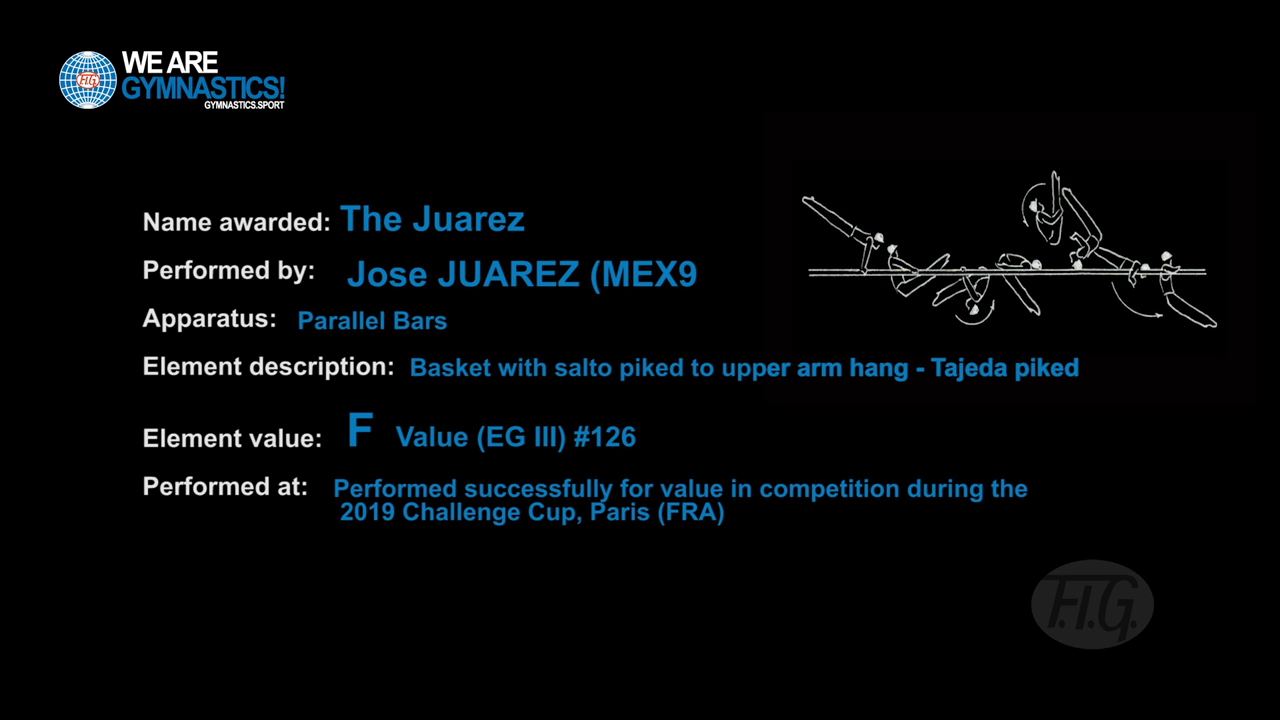 WE ARE
F.I.G.
GYMNASTICS!
GYMNASTICS.SPORT
Name awarded: The Juarez
Performed by: Jose JUAREZ (MEX9
Apparatus: Parallel Bars
Element description: Basket with salto piked to upper arm hang - Tajeda piked
Element value: F Value (EG III) #126
Performed at: Performed successfully for value in competition during the
2019 Challenge Cup, Paris (FRA)
F.I.G.